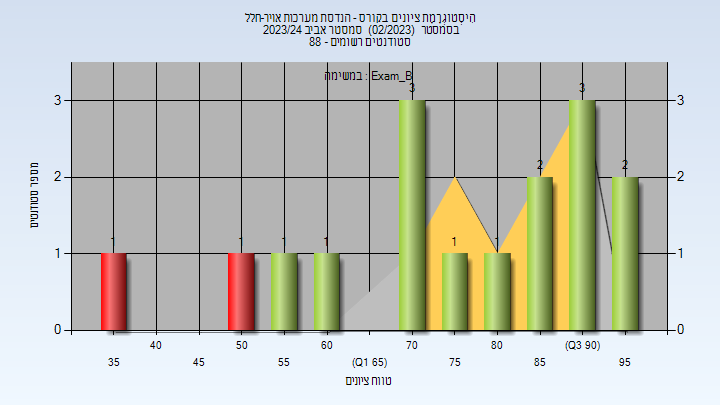 היסטוגרמת ציונים בקורס - הנדסת מערכות אויר-חלל
בסמסטר (02/2023) סמסטר אביב 2023/24
סטודנטים רשומים - 88
במשימה : Exam_B
מספר סטודנטים
3 3
2 2
1 1
0 0
1 1 1 1 3 1 1 2 3 2
40 50 60 70 80 (Q3 90)
35 45 55 (Q1 65) 75 85 95
טווח ציונים